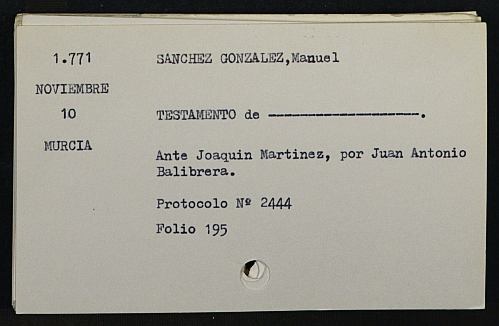 1.771 SANCHEZ GONZALEZ,Manuel
NOVIEMBRE
10 TESTAMENTO de -------------------.
MURCIA
Ante Joaquin Martinez, por Juan Antonio
Balibrera.
Protocolo Nº 2444
Folio 195